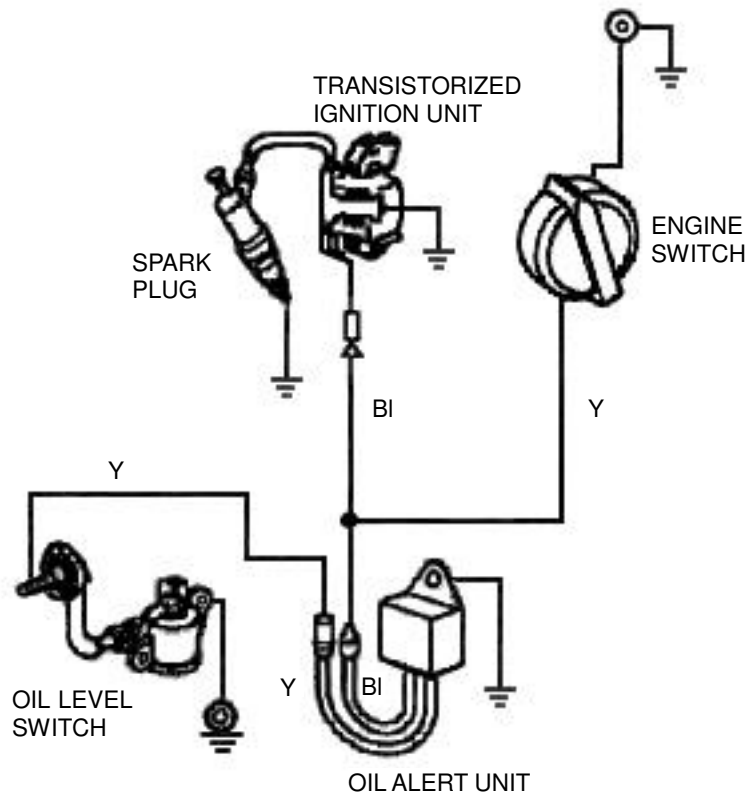 TRANSISTORIZED
IGNITION UNIT
ENGINE
SWITCH
SPARK
PLUG
Bl
Y
Y
Y
Bl
OIL LEVEL
SWITCH
OIL ALERT UNIT